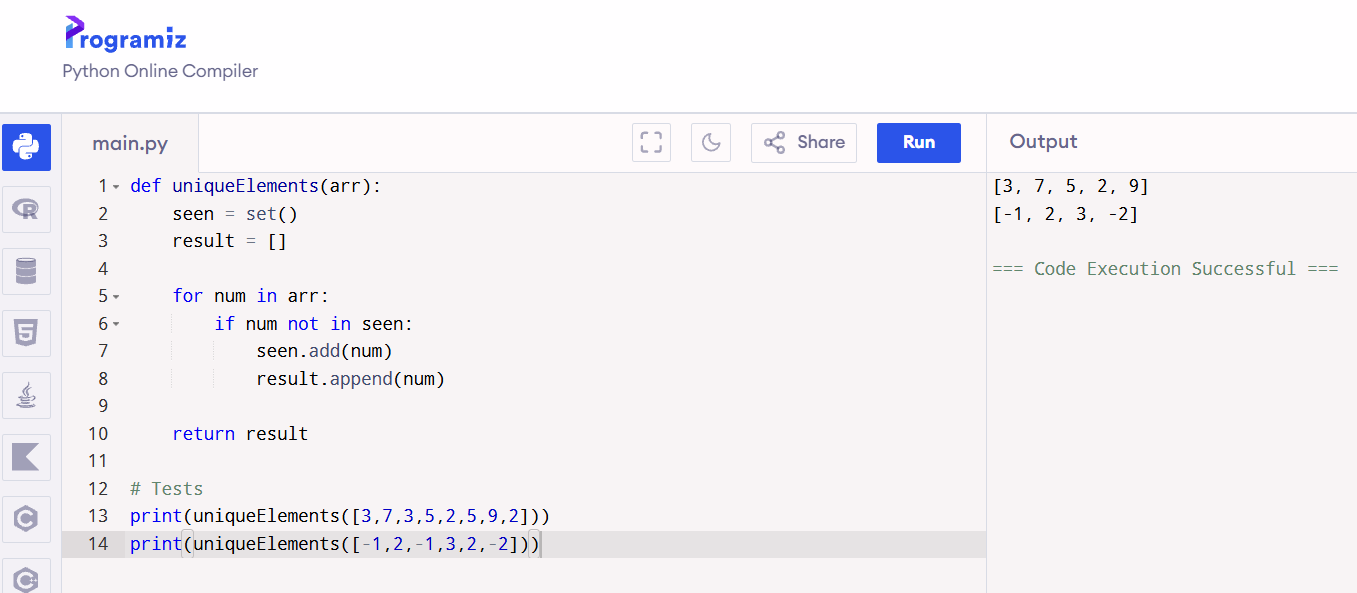 Programiz
Python Online Compiler
main.py
Share
Run
Output
1 def uniqueElements(arr):
2     seen = set()
3     result = []
4
5     for num in arr:
6         if num not in seen:
7             seen.add(num)
8             result.append(num)
9
10     return result
11
12 # Tests
13 print(uniqueElements([3,7,3,5,2,5,9,2]))
14 print(uniqueElements([-1,2,-1,3,2,-2]))
[3, 7, 5, 2, 9]
[-1, 2, 3, -2]
=== Code Execution Successful ===
R
5
C
C